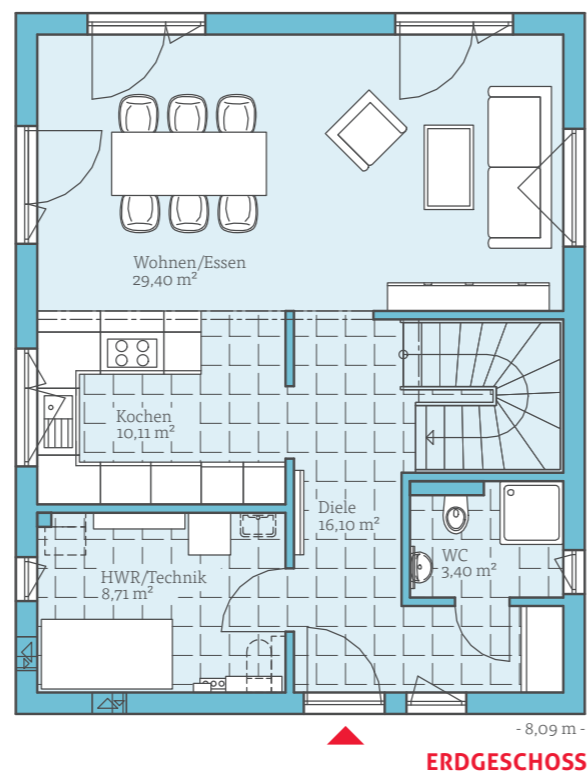 Wohnen/Essen
29,40 m²
Kochen
10,11 m²
Diele
16,10 m²
WC
3,40 m²
HWR/Technik
8,71 m²
- 8,09 m -
ERDGESCHOSS